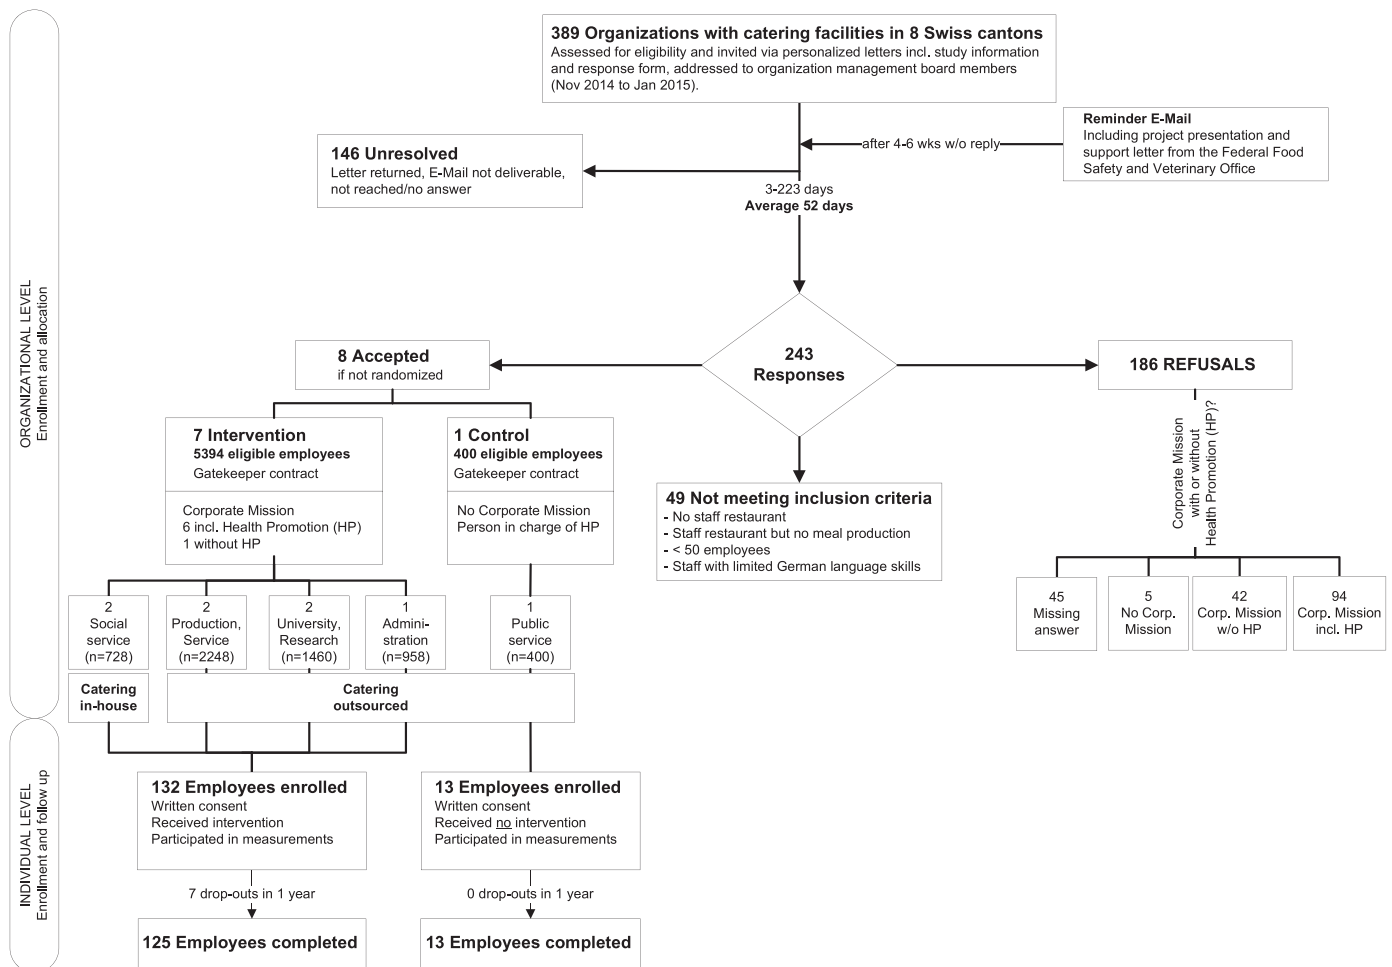 ORGANIZATIONAL LEVEL
Enrollment and allocation
389 Organizations with catering facilities in 8 Swiss cantons
Assessed for eligibility and invited via personalized letters incl. study information
and response form, addressed to organization management board members
(Nov 2014 to Jan 2015).
Reminder E-Mail
Including project presentation and
support letter from the Federal Food
Safety and Veterinary Office
after 4-6 wks w/o reply
146 Unresolved
Letter returned, E-Mail not deliverable,
not reached/no answer
3-223 days
Average 52 days
243
Responses
8 Accepted
if not randomized
186 REFUSALS
Corporate Mission
with or without
Health Promotion (HP)?
7 Intervention
5394 eligible employees
Gatekeeper contract
Corporate Mission
6 incl. Health Promotion (HP)
1 without HP
1 Control
400 eligible employees
Gatekeeper contract
No Corporate Mission
Person in charge of HP
49 Not meeting inclusion criteria
- No staff restaurant
- Staff restaurant but no meal production
- < 50 employees
- Staff with limited German language skills
45
Missing
answer
5
No Corp.
Mission
42
Corp. Mission
w/o HP
94
Corp. Mission
incl. HP
2
Social
service
(n=728)
2
Production,
Service
(n=2248)
2
University,
Research
(n=1460)
1
Admini-
stration
(n=958)
1
Public
service
(n=400)
Catering
in-house
Catering
outsourced
INDIVIDUAL LEVEL
Enrollment and follow up
132 Employees enrolled
Written consent
Received intervention
Participated in measurements
13 Employees enrolled
Written consent
Received no intervention
Participated in measurements
7 drop-outs in 1 year
0 drop-outs in 1 year
125 Employees completed
13 Employees completed